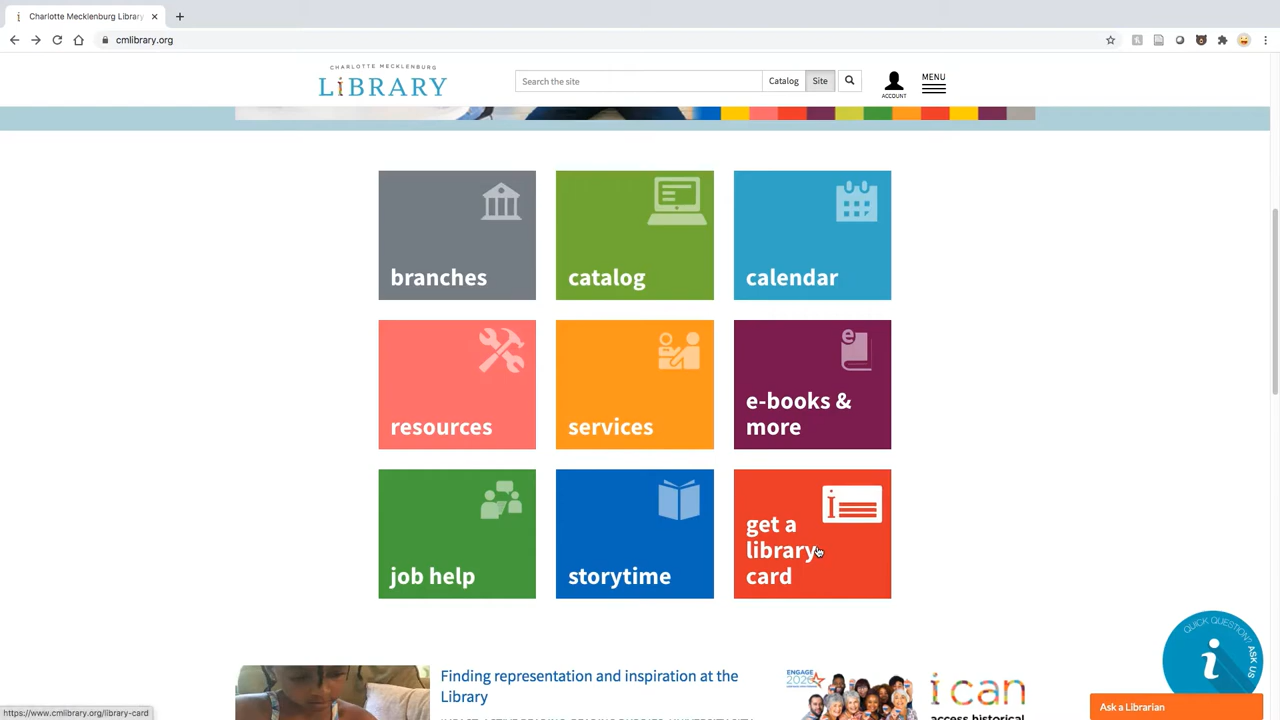 Charlotte Mecklenburg Library
cmlibrary.org
CHARLOTTE MECKLENBURG
LiBRARY
Search the site
Catalog
Site
ACCOUNT
MENU
branches
catalog
calendar
resources
services
e
e-books &
more
job help
storytime
get a
library
card
QUICK QUESTION? ASK US
i
Finding representation and inspiration at the
Library
ENGAGE
2020
i can
access historical
Ask a Librarian
https://www.cmlibrary.org/library-card